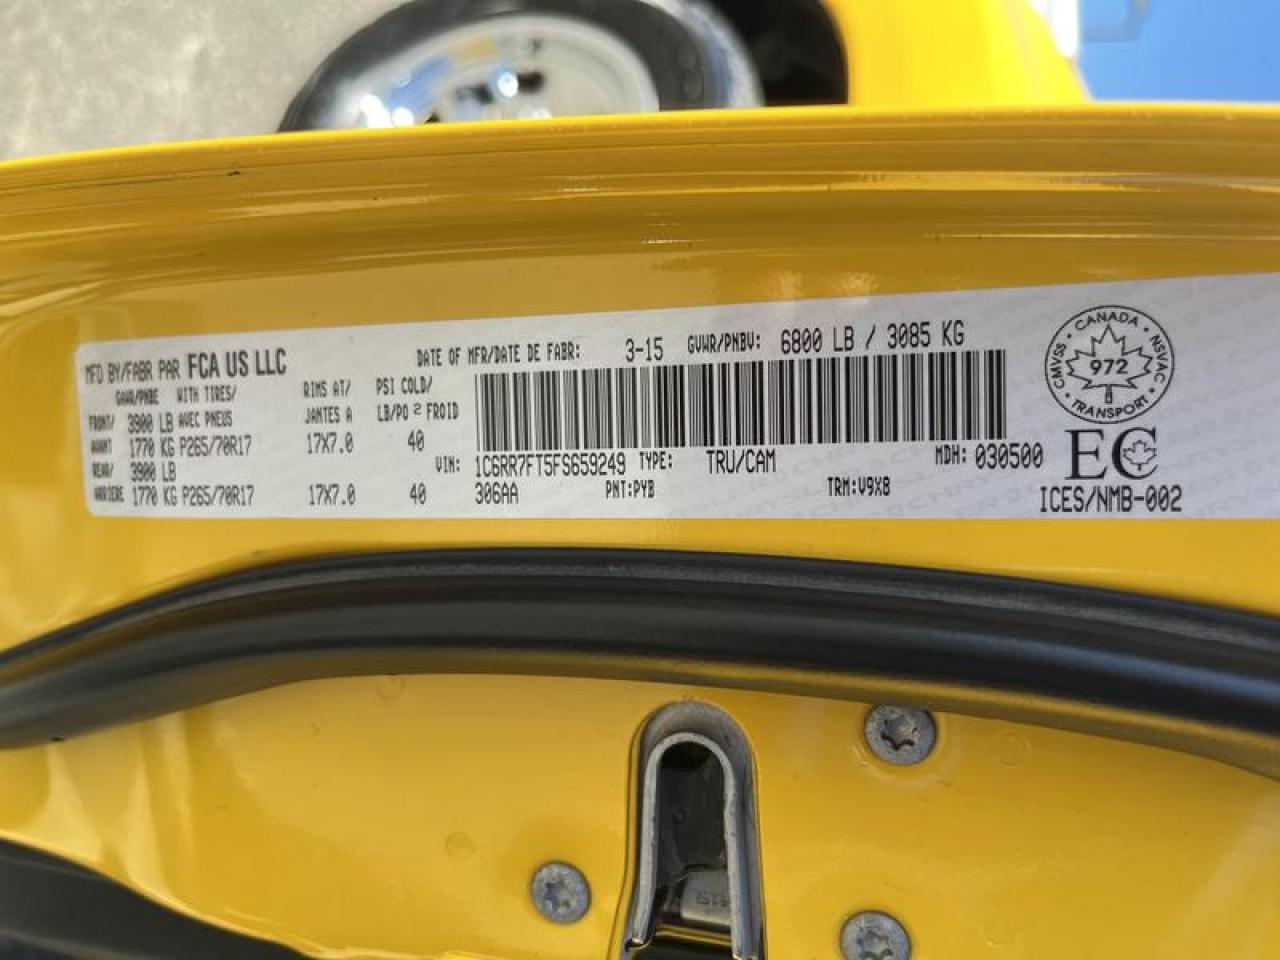 MFD BY/FABR PAR FCA US LLC
DATE OF MFR/DATE DE FABR: 3-15 GVWR/PNBV: 6800 LB / 3085 KG
GAWR/PNBE WITH TIRES/ RIMS AT/ PSI COLD/
FRONT/ 3900 LB AVEC PNEUS JANTES A LB/PO² FROID
AVANT 1770 KG P265/70R17 17X7.0 40
REAR/ 3900 LB
ARRIERE 1770 KG P265/70R17 17X7.0 40
VIN: 1C6RR7FT5FS659249 TYPE: TRU/CAM MDH: 030500
306AA PNT:PYB TRM:V9X8
CANADA
CMVSS 972 NSVAC
TRANSPORT
EC
ICES/NMB-002